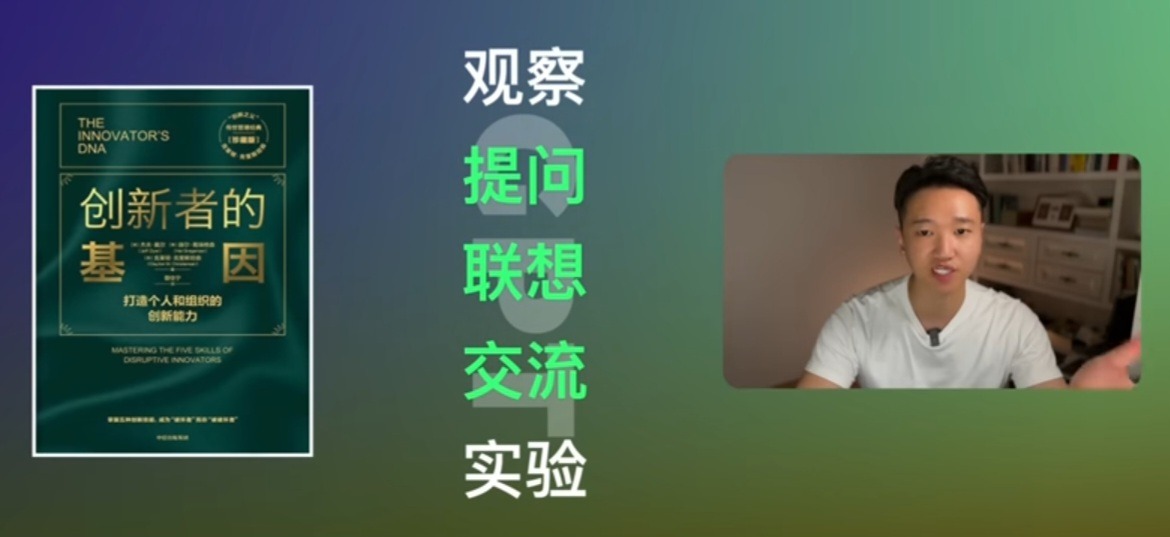 THE
INNOVATOR'S
DNA
创新者的
基因
打造个人和组织的
创新能力
MASTERING THE FIVE SKILLS OF
DISRUPTIVE INNOVATORS
观察
提问
联想
交流
实验